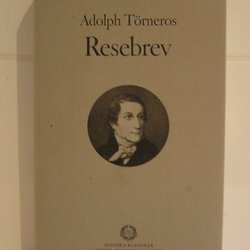 Adolph Törneros
Resebrev
SVENSKA KLASSIKER